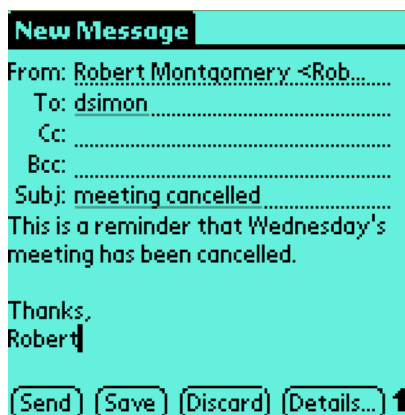 New Message
From: Robert Montgomery <Rob...
To: dsimon
Cc:
Bcc:
Subj: meeting cancelled
This is a reminder that Wednesday's
meeting has been cancelled.
Thanks,
Robert
Send Save Discard Details...